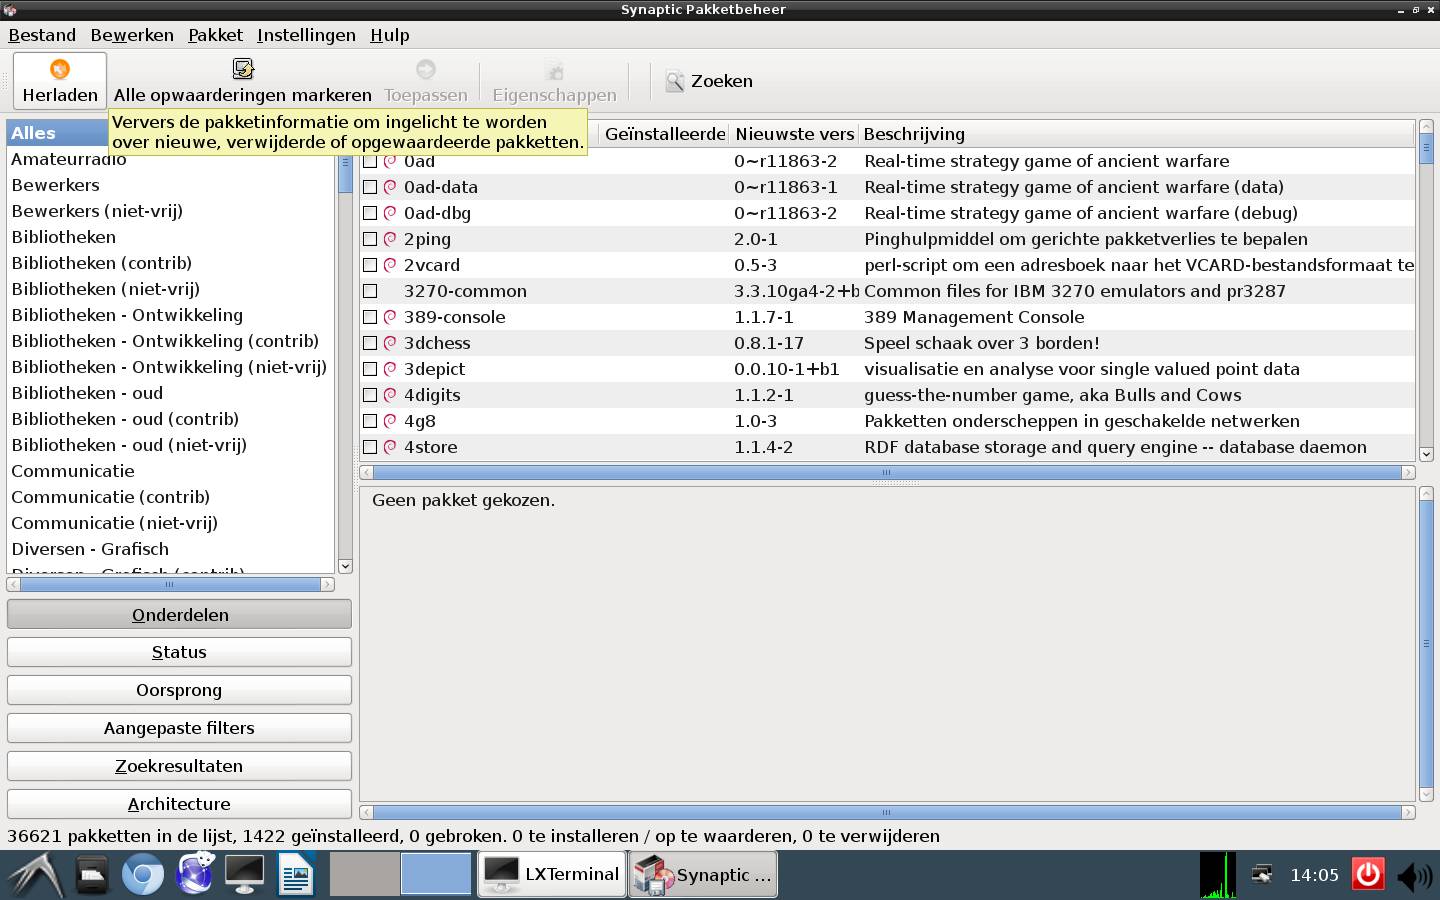 Synaptic Pakketbeheer
Bestand Bewerken Pakket Instellingen Hulp
Herladen Alle opwaarderingen markeren Toepassen Eigenschappen Zoeken
Ververs de pakketinformatie om ingelicht te worden
over nieuwe, verwijderde of opgewaardeerde pakketten.
Alles
Amateurradio
Bewerkers
Bewerkers (niet-vrij)
Bibliotheken
Bibliotheken (contrib)
Bibliotheken (niet-vrij)
Bibliotheken - Ontwikkeling
Bibliotheken - Ontwikkeling (contrib)
Bibliotheken - Ontwikkeling (niet-vrij)
Bibliotheken - oud
Bibliotheken - oud (contrib)
Bibliotheken - oud (niet-vrij)
Communicatie
Communicatie (contrib)
Communicatie (niet-vrij)
Diversen - Grafisch
Diversen - Grafisch (contrib)
Onderdelen
Status
Oorsprong
Aangepaste filters
Zoekresultaten
Architecture
Geïnstalleerde Nieuwste vers Beschrijving
0ad 0~r11863-2 Real-time strategy game of ancient warfare
0ad-data 0~r11863-1 Real-time strategy game of ancient warfare (data)
0ad-dbg 0~r11863-2 Real-time strategy game of ancient warfare (debug)
2ping 2.0-1 Pinghulpmiddel om gerichte pakketverlies te bepalen
2vcard 0.5-3 perl-script om een adresboek naar het VCARD-bestandsformaat te
3270-common 3.3.10ga4-2+b Common files for IBM 3270 emulators and pr3287
389-console 1.1.7-1 389 Management Console
3dchess 0.8.1-17 Speel schaak over 3 borden!
3depict 0.0.10-1+b1 visualisatie en analyse voor single valued point data
4digits 1.1.2-1 guess-the-number game, aka Bulls and Cows
4g8 1.0-3 Pakketten onderscheppen in geschakelde netwerken
4store 1.1.4-2 RDF database storage and query engine -- database daemon
Geen pakket gekozen.
36621 pakketten in de lijst, 1422 geïnstalleerd, 0 gebroken. 0 te installeren / op te waarderen, 0 te verwijderen
LXTerminal Synaptic ... 14:05